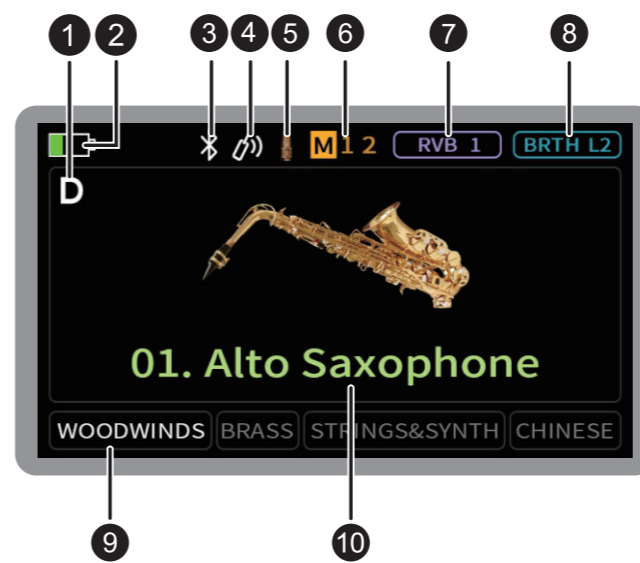 1 2 3 4 5 6 7 8
M 1 2 RVB 1 BRTH L2
D
01. Alto Saxophone
WOODWINDS BRASS STRINGS&SYNTH CHINESE
9 10